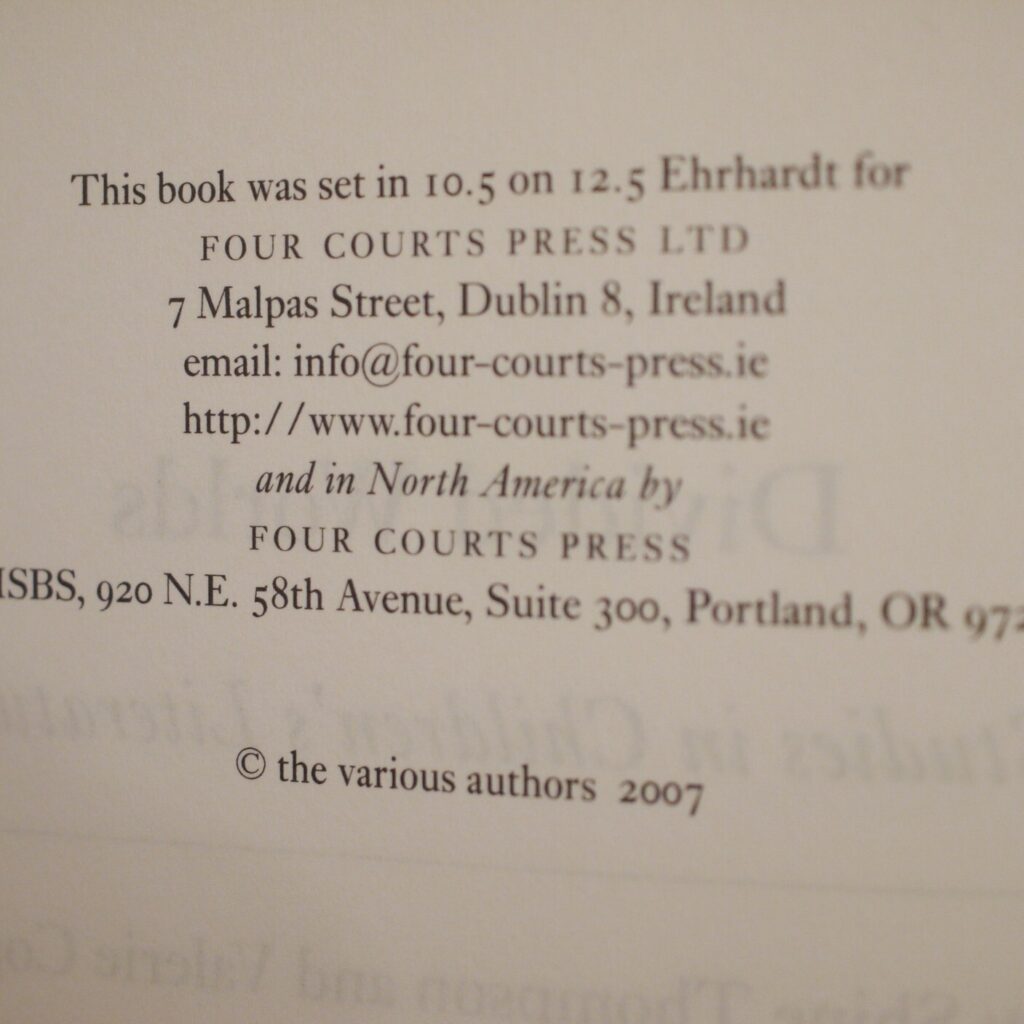 This book was set in 10.5 on 12.5 Ehrhardt for
FOUR COURTS PRESS LTD
7 Malpas Street, Dublin 8, Ireland
email: info@four-courts-press.ie
http://www.four-courts-press.ie
and in North America by
FOUR COURTS PRESS
ISBS, 920 N.E. 58th Avenue, Suite 300, Portland, OR 972
© the various authors 2007